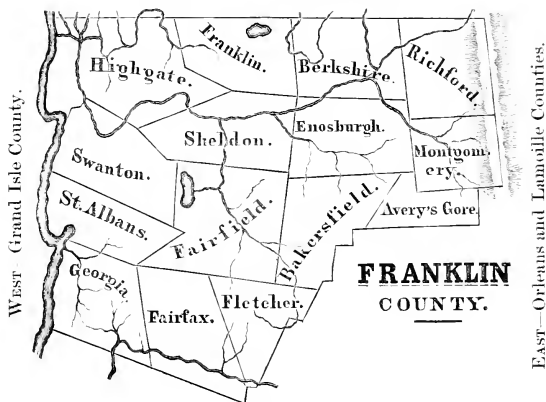 Highgate.
Franklin.
Berkshire.
Richford.
Sheldon.
Enosburgh.
Montgom-
ery.
Swanton.
St. Albans.
Fairfield.
Bakersfield.
Avery's Gore.
Georgia.
Fairfax.
Fletcher.
FRANKLIN
COUNTY.
WEST—Grand Isle County.
EAST—Orleans and Lamoille Counties.